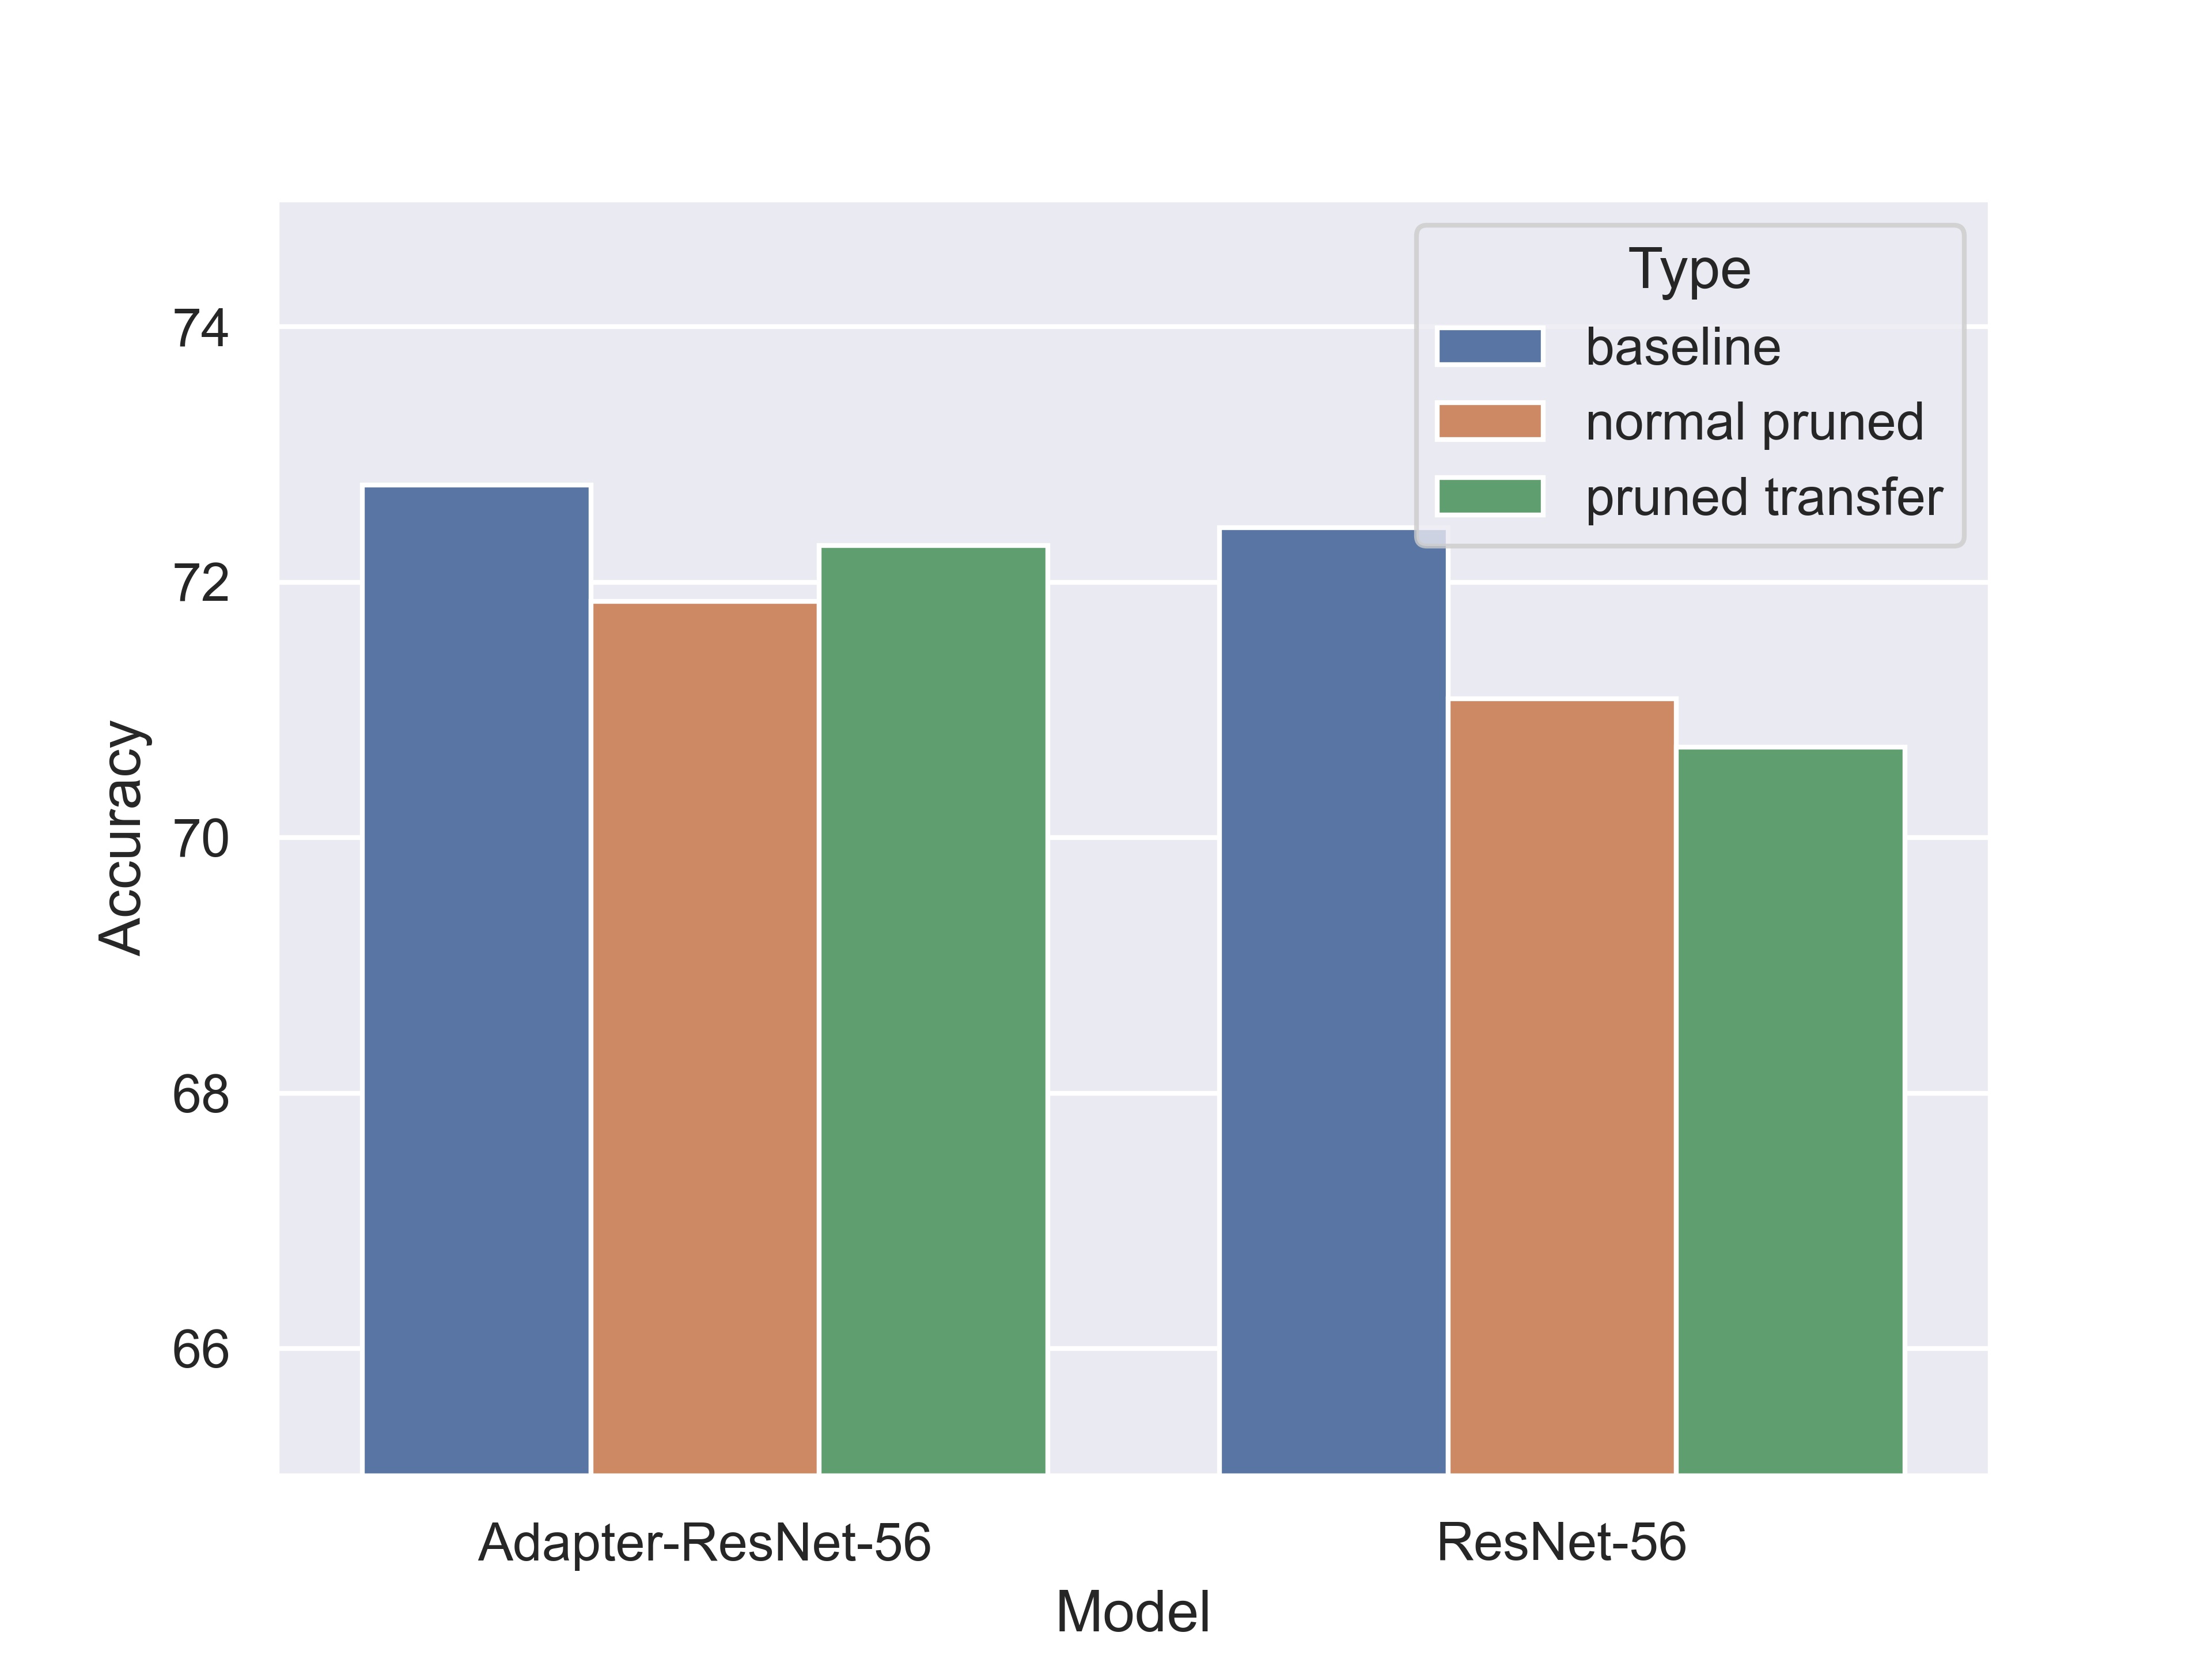 Type
baseline
normal pruned
pruned transfer
74
72
70
68
66
Accuracy
Adapter-ResNet-56
ResNet-56
Model